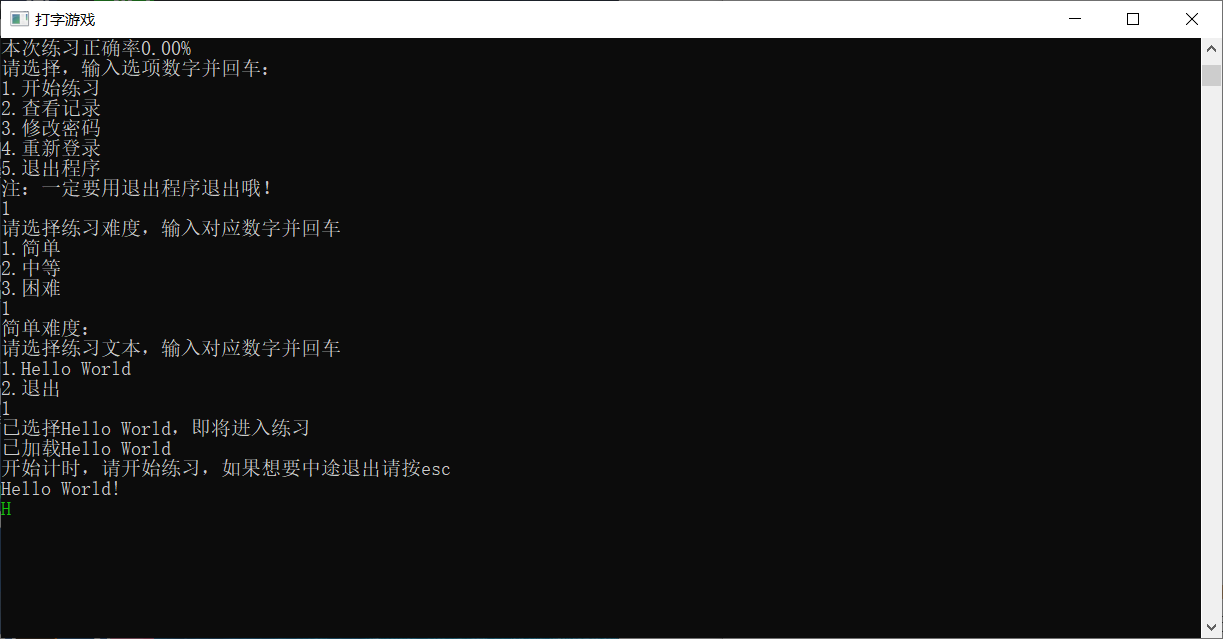 打字游戏
本次练习正确率0.00%
请选择，输入选项数字并回车：
1.开始练习
2.查看记录
3.修改密码
4.重新登录
5.退出程序
注：一定要用退出程序退出哦！
1
请选择练习难度，输入对应数字并回车
1.简单
2.中等
3.困难
1
简单难度：
请选择练习文本，输入对应数字并回车
1.Hello World
2.退出
1
已选择Hello World，即将进入练习
已加载Hello World
开始计时，请开始练习，如果想要中途退出请按esc
Hello World!
H